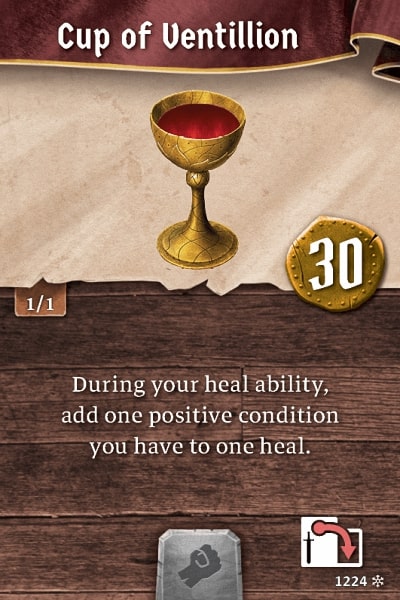 Cup of Ventillion
30
1/1
During your heal ability,
add one positive condition
you have to one heal.
1224